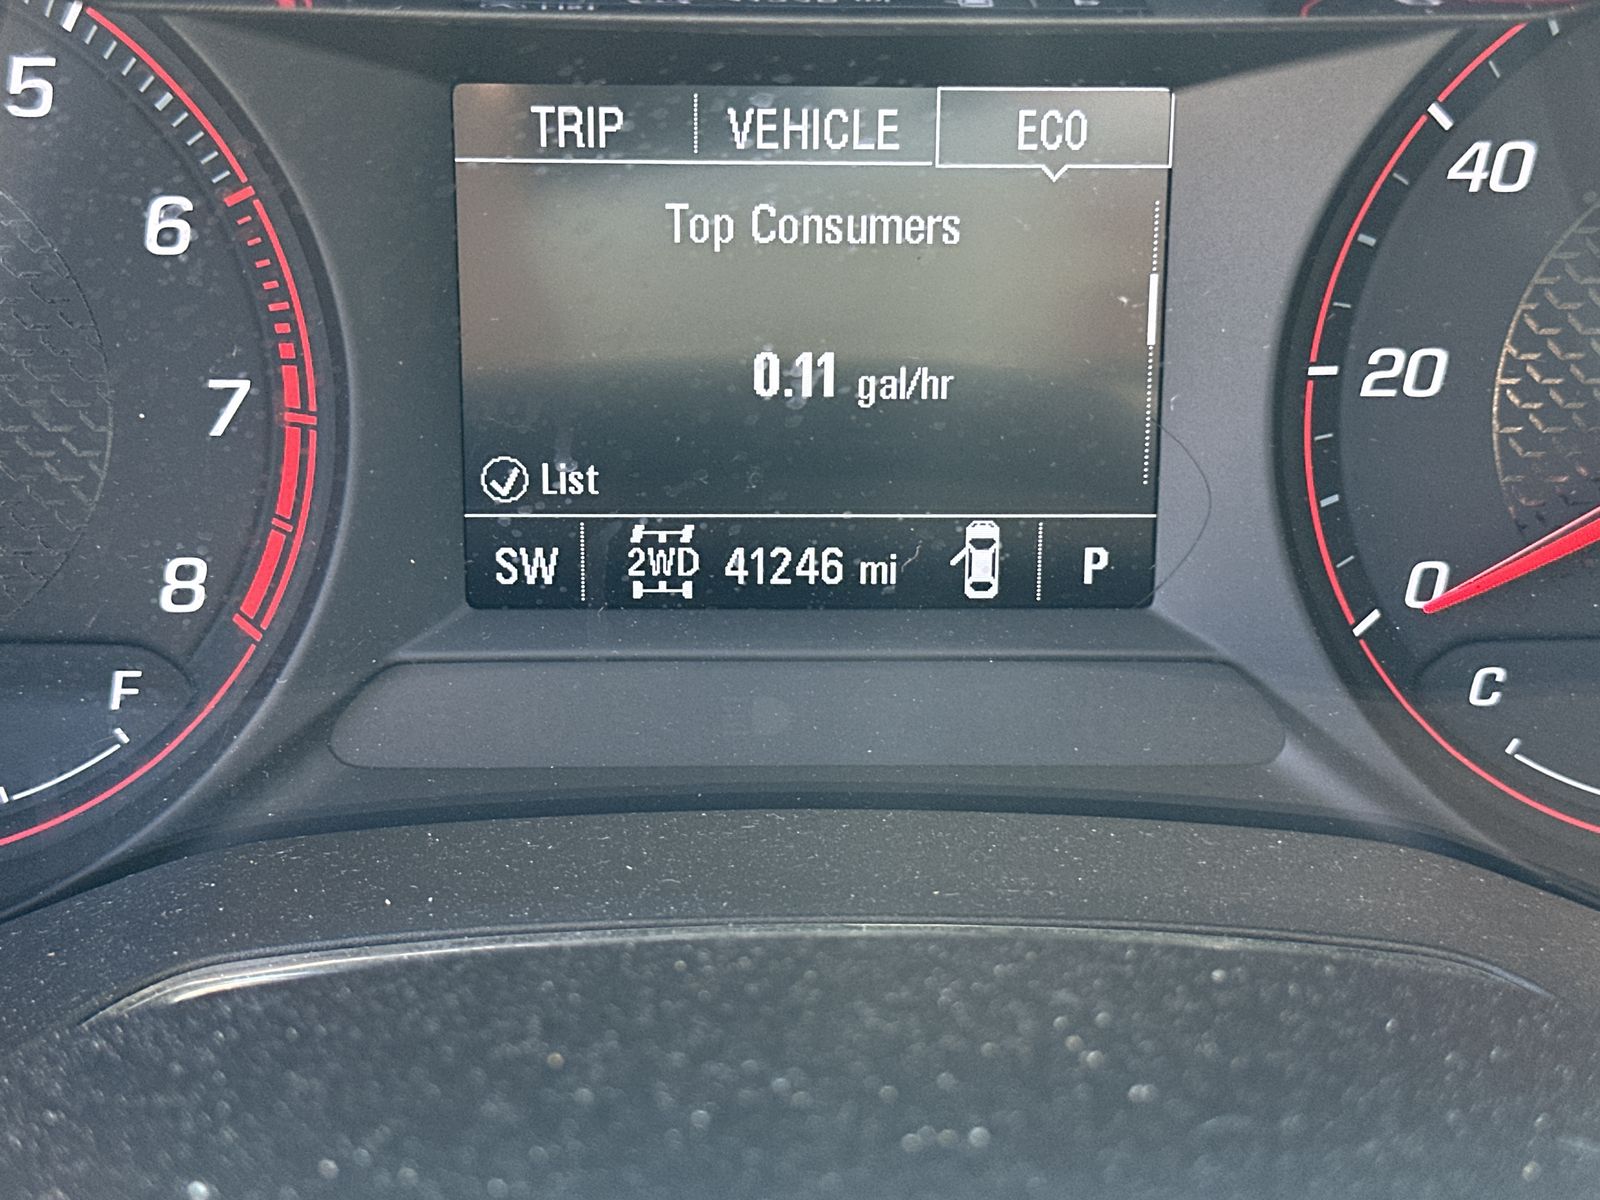 TRIP VEHICLE ECO
Top Consumers
0.11 gal/hr
List
SW 2WD 41246 mi P
5
6
7
8
F
40
20
0
C